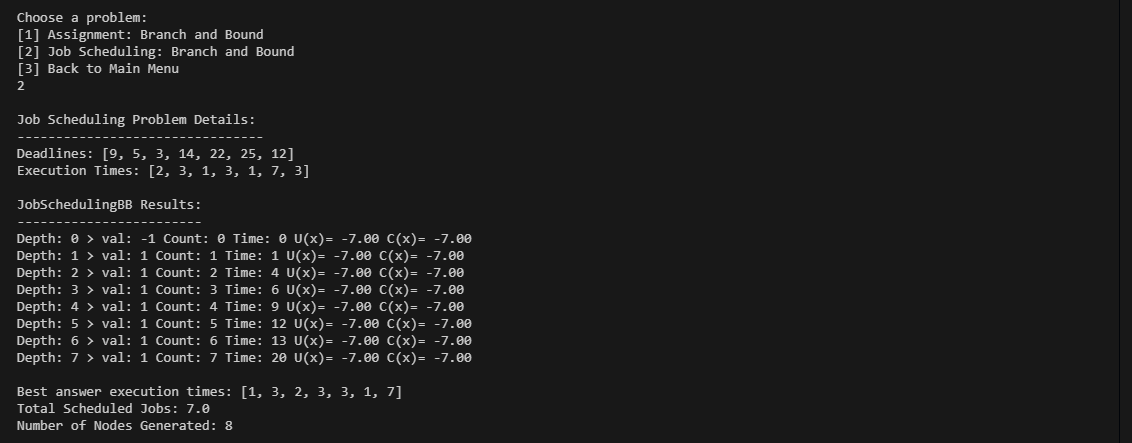 Choose a problem:
[1] Assignment: Branch and Bound
[2] Job Scheduling: Branch and Bound
[3] Back to Main Menu
2
Job Scheduling Problem Details:
--------------------------------
Deadlines: [9, 5, 3, 14, 22, 25, 12]
Execution Times: [2, 3, 1, 3, 1, 7, 3]
JobSchedulingBB Results:
------------------------
Depth: 0 > val: -1 Count: 0 Time: 0 U(x)= -7.00 C(x)= -7.00
Depth: 1 > val: 1 Count: 1 Time: 1 U(x)= -7.00 C(x)= -7.00
Depth: 2 > val: 1 Count: 2 Time: 4 U(x)= -7.00 C(x)= -7.00
Depth: 3 > val: 1 Count: 3 Time: 6 U(x)= -7.00 C(x)= -7.00
Depth: 4 > val: 1 Count: 4 Time: 9 U(x)= -7.00 C(x)= -7.00
Depth: 5 > val: 1 Count: 5 Time: 12 U(x)= -7.00 C(x)= -7.00
Depth: 6 > val: 1 Count: 6 Time: 13 U(x)= -7.00 C(x)= -7.00
Depth: 7 > val: 1 Count: 7 Time: 20 U(x)= -7.00 C(x)= -7.00
Best answer execution times: [1, 3, 2, 3, 3, 1, 7]
Total Scheduled Jobs: 7.0
Number of Nodes Generated: 8